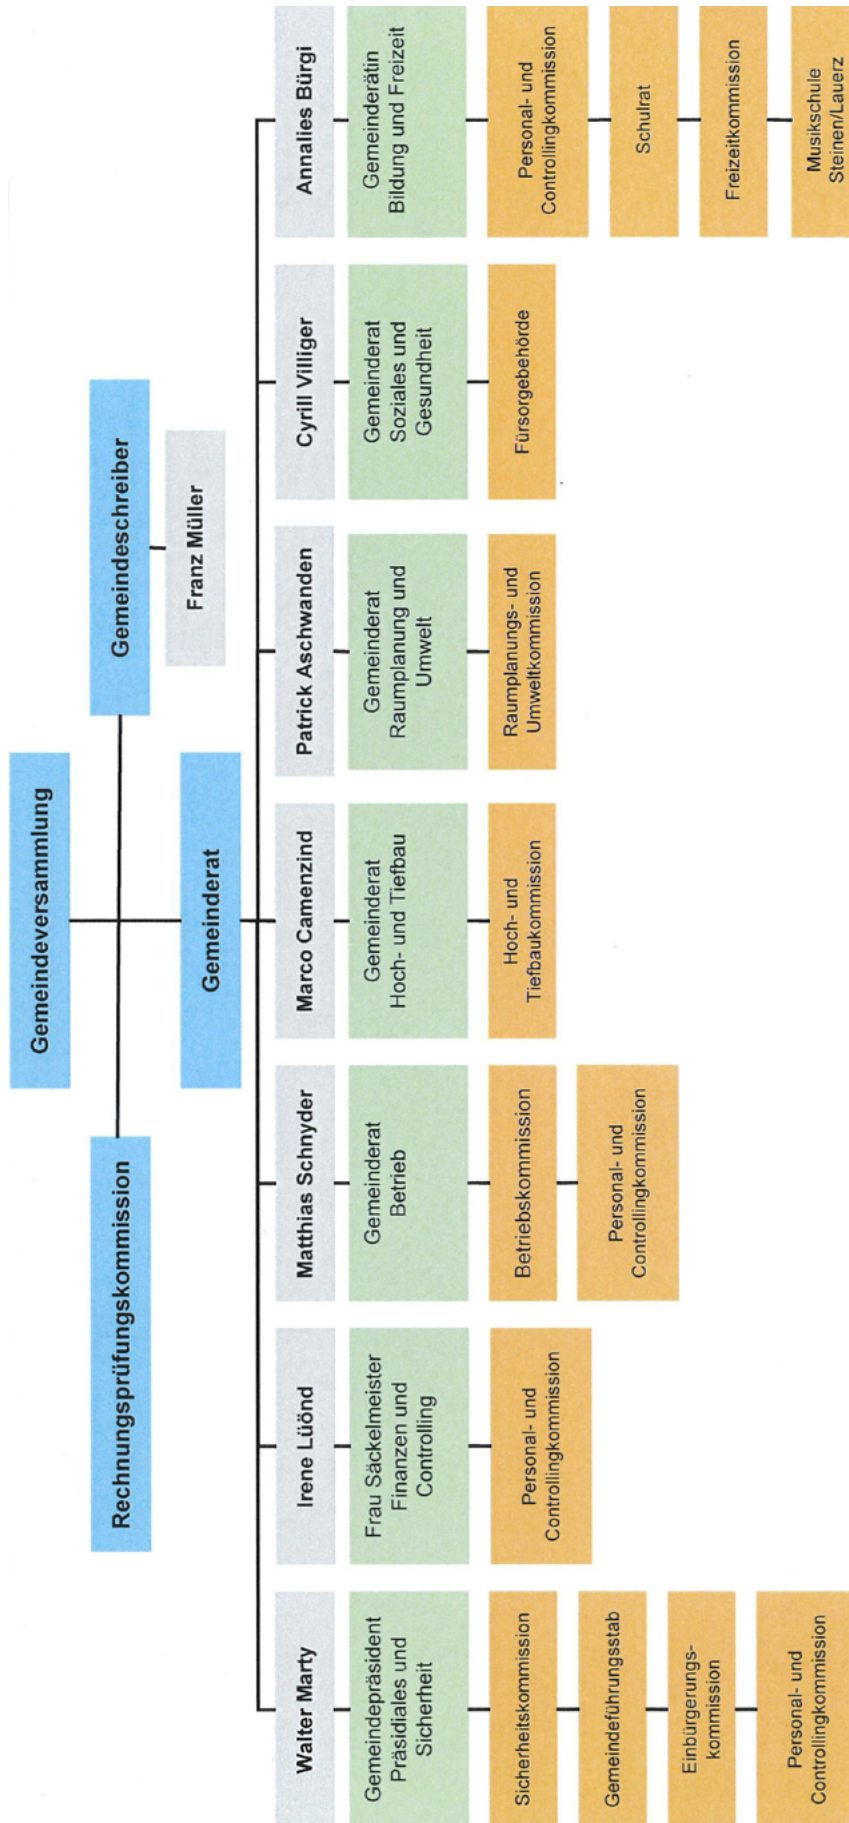 Gemeindeversammlung
Rechnungsprüfungskommission
Gemeindeschreiber
Franz Müller
Gemeinderat
Walter Marty
Gemeindepräsident
Präsidiales und
Sicherheit
Sicherheitskommission
Gemeindeführungsstab
Einbürgerungs-
kommission
Personal- und
Controllingkommission
Irene Lüönd
Frau Säckelmeister
Finanzen und
Controlling
Personal- und
Controllingkommission
Matthias Schnyder
Gemeinderat
Betrieb
Betriebskommission
Personal- und
Controllingkommission
Marco Camenzind
Gemeinderat
Hoch- und Tiefbau
Hoch- und
Tiefbaukommission
Patrick Aschwanden
Gemeinderat
Raumplanung und
Umwelt
Raumplanungs- und
Umweltkommission
Cyrill Villiger
Gemeinderat
Soziales und
Gesundheit
Fürsorgebehörde
Annalies Bürgi
Gemeinderätin
Bildung und Freizeit
Personal- und
Controllingkommission
Schulrat
Freizeitkommission
Musikschule
Steinen/Lauerz